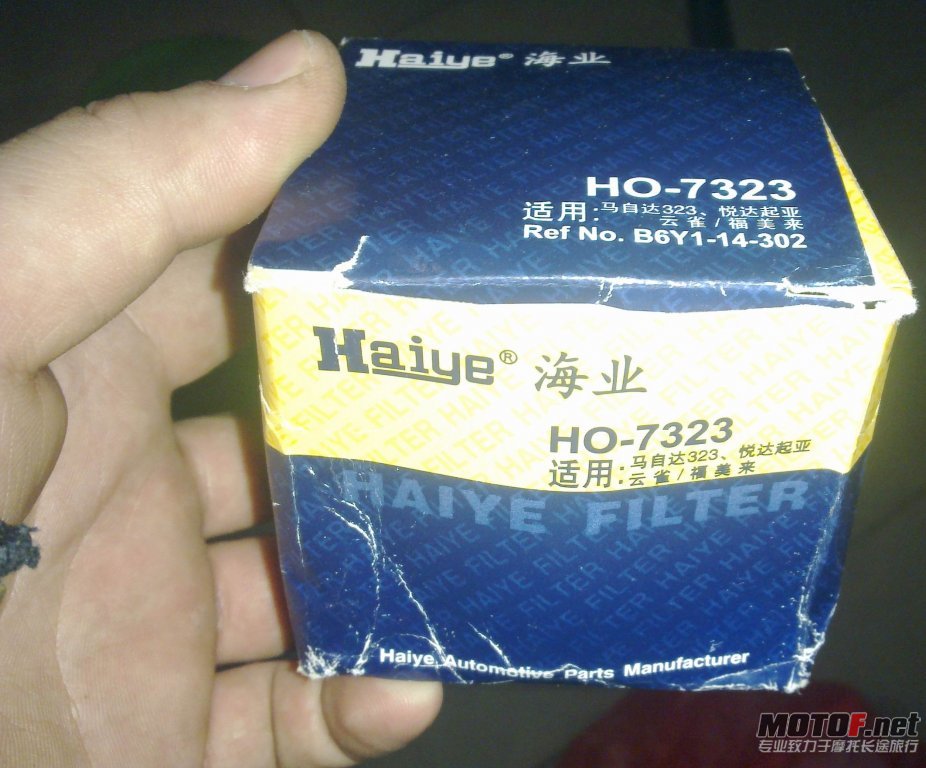 Haiye® 海业
HO-7323
适用:马自达323、悦达起亚
云雀/福美来
Ref No. B6Y1-14-302
Haiye® 海业
HO-7323
适用:马自达323、悦达起亚
云雀/福美来
HAIYE FILTER
Haiye Automotive Parts Manufacturer
MOTOF.net
专业致力于摩托长途旅行